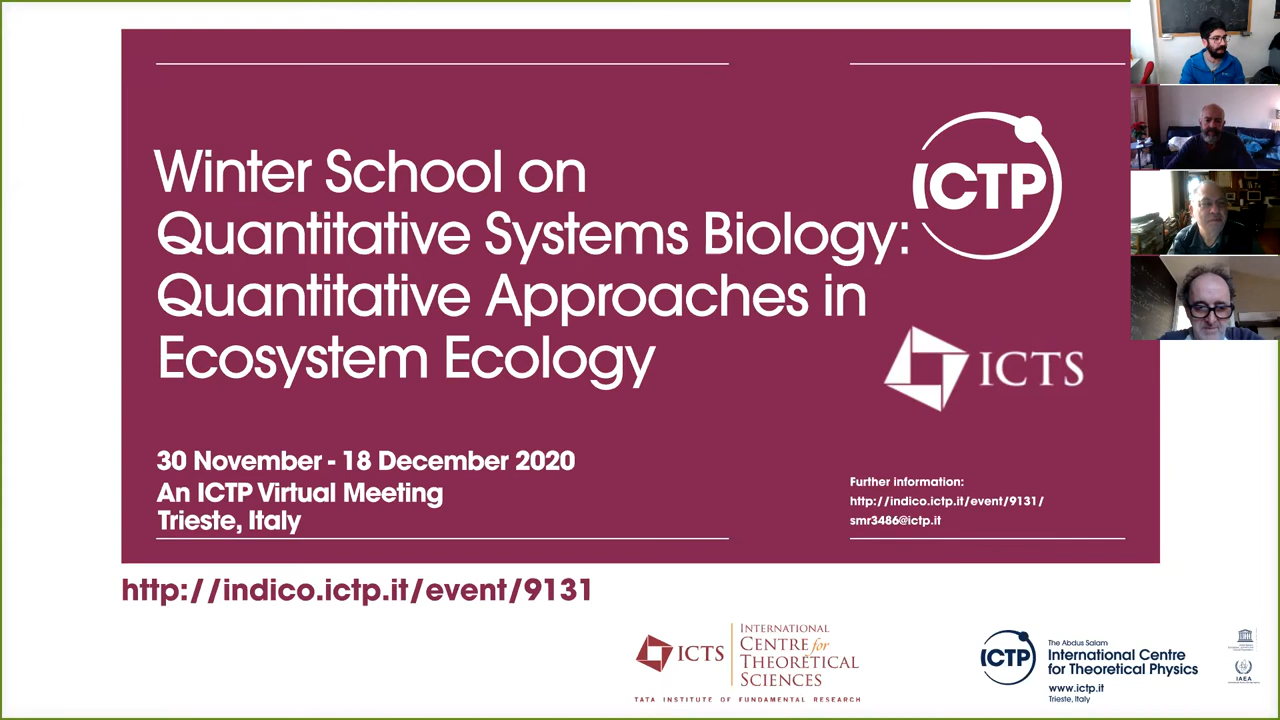 Winter School on
Quantitative Systems Biology:
Quantitative Approaches in
Ecosystem Ecology
ICTP
ICTS
30 November - 18 December 2020
An ICTP Virtual Meeting
Trieste, Italy
Further information:
http://indico.ictp.it/event/9131/
smr3486@ictp.it
http://indico.ictp.it/event/9131
ICTS
INTERNATIONAL
CENTRE for
THEORETICAL
SCIENCES
TATA INSTITUTE OF FUNDAMENTAL RESEARCH
ICTP
The Abdus Salam
International Centre
for Theoretical Physics
www.ictp.it
Trieste, Italy
IAEA